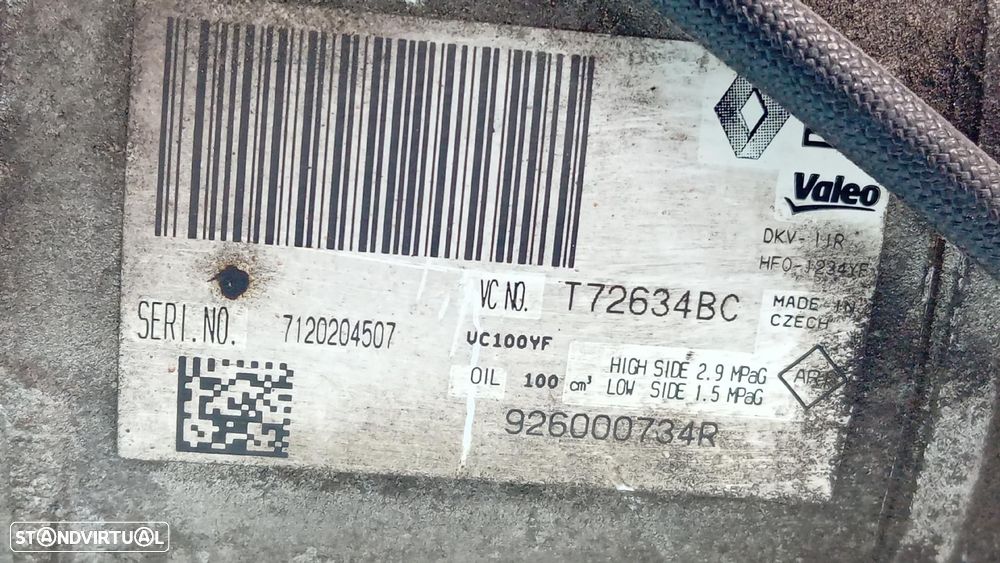 Valeo
DKV-11R
HFO-1234YF
VC NO. T72634BC
MADE IN
CZECH
SERI.NO. 7120204507
VC100YF
OIL 100 cm³
HIGH SIDE 2.9 MPaG
LOW SIDE 1.5 MPaG
926000734R
STANDVIRTUAL